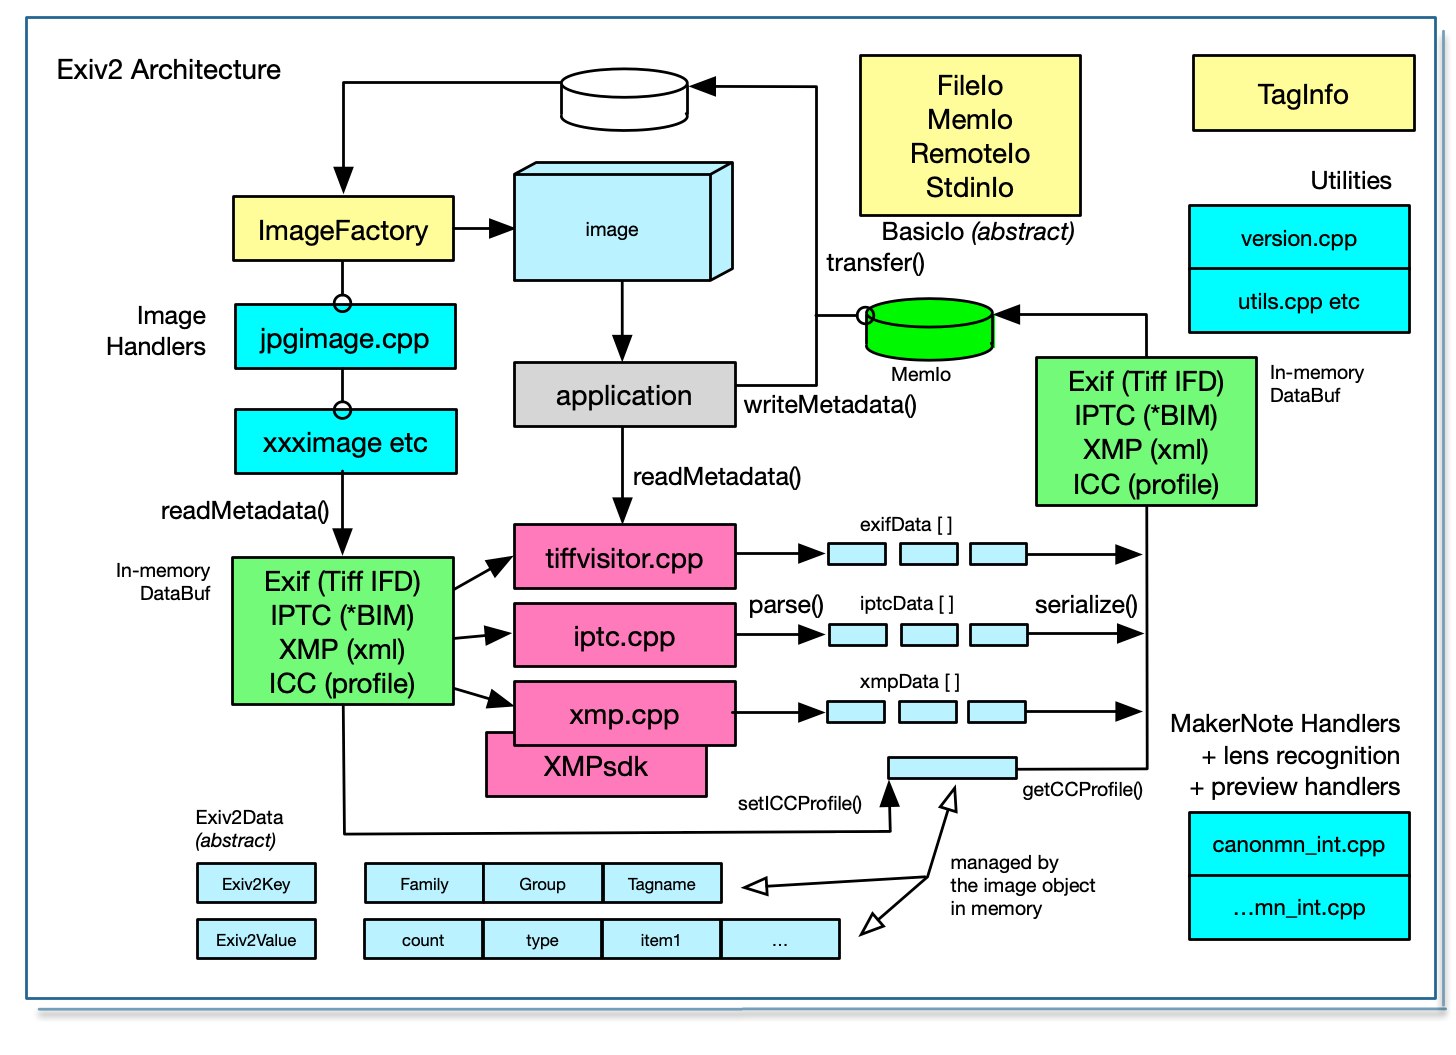 Exiv2 Architecture
FileIo
MemIo
RemoteIo
StdinIo
BasicIo (abstract)
TagInfo
Utilities
version.cpp
utils.cpp etc
ImageFactory
image
transfer()
Image
Handlers
jpgimage.cpp
xxximage etc
application
writeMetadata()
MemIo
Exif (Tiff IFD)
IPTC (*BIM)
XMP (xml)
ICC (profile)
In-memory
DataBuf
readMetadata()
readMetadata()
In-memory
DataBuf
Exif (Tiff IFD)
IPTC (*BIM)
XMP (xml)
ICC (profile)
tiffvisitor.cpp
iptc.cpp
xmp.cpp
XMPsdk
exifData [ ]
parse()
iptcData [ ]
serialize()
xmpData [ ]
setICCProfile()
getCCProfile()
MakerNote Handlers
+ lens recognition
+ preview handlers
canonmn_int.cpp
...mn_int.cpp
Exiv2Data
(abstract)
Exiv2Key
Family
Group
Tagname
managed by
the image object
in memory
Exiv2Value
count
type
item1
...